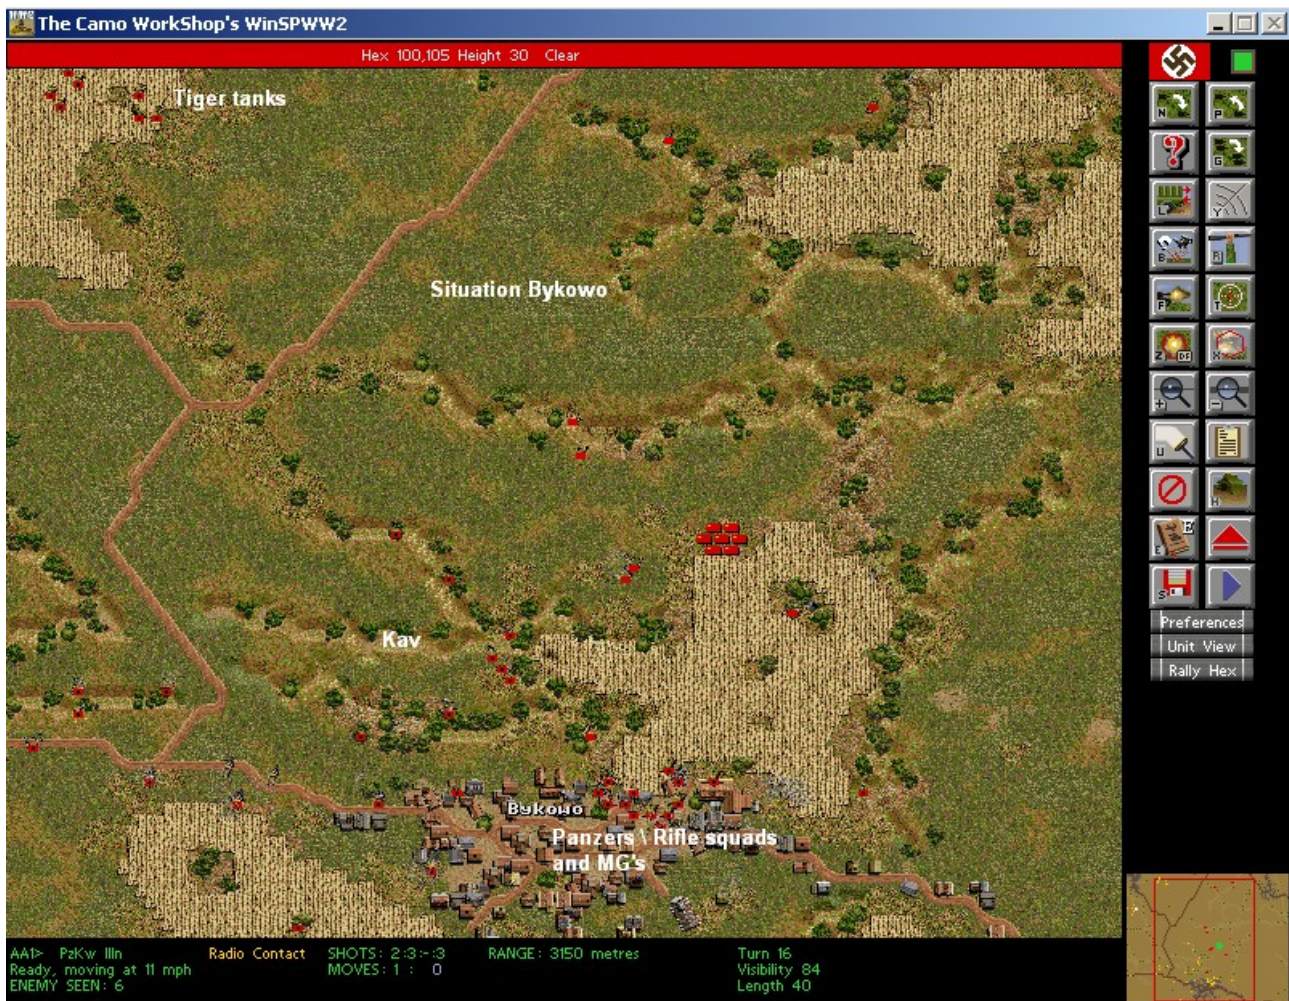 The Camo WorkShop's WinSPWW2
Hex 100,105 Height 30 Clear
Tiger tanks
Situation Bykowo
Kav
Bykowo
Panzers \ Rifle squads
and MG's
N
P
G
L
Y
B
R
F
T
Z DF
X
+
-
U
H
E
S
Preferences
Unit View
Rally Hex
AA1> PzKw IIIn Radio Contact SHOTS: 2:3:-:3 RANGE: 3150 metres Turn 16
Ready, moving at 11 mph MOVES: 1 : 0 Visibility 84
ENEMY SEEN: 6 Length 40